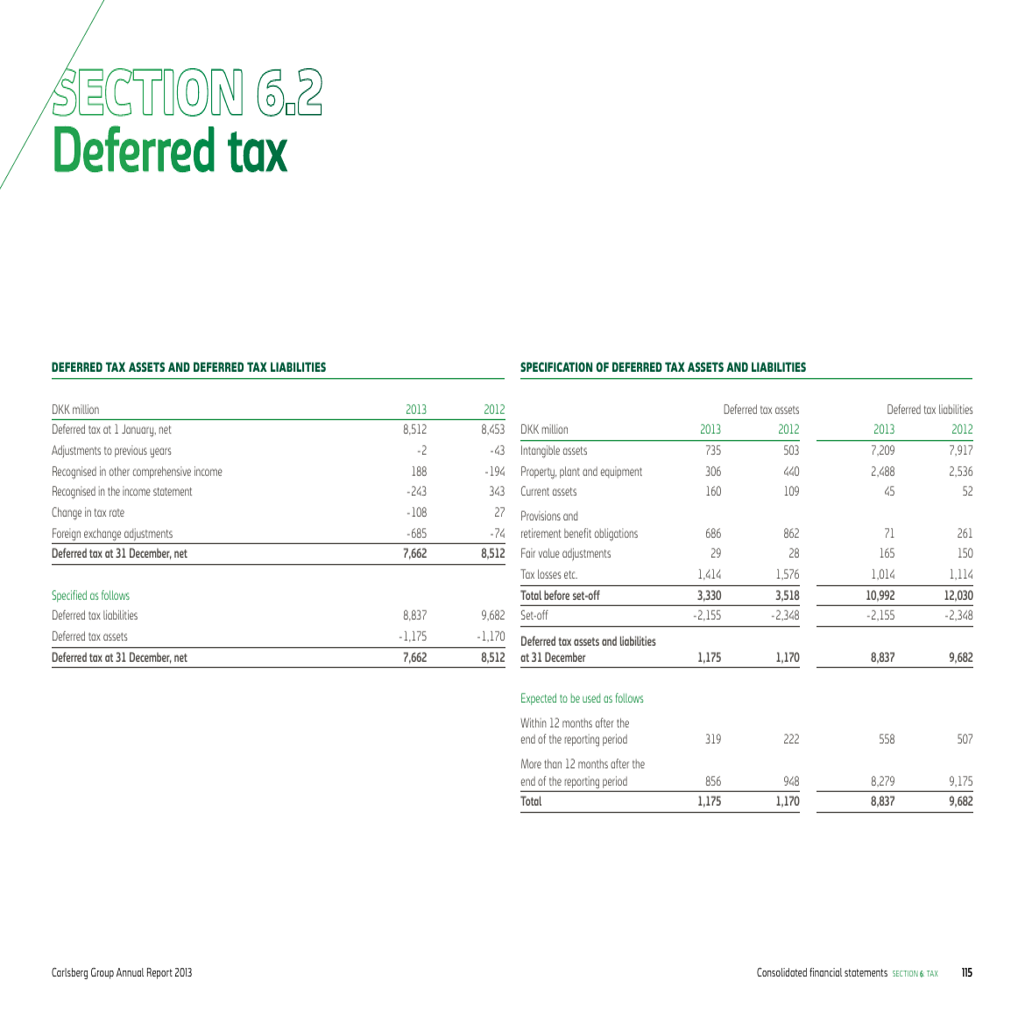 SECTION 6.2
Deferred tax
DEFERRED TAX ASSETS AND DEFERRED TAX LIABILITIES
DKK million 2013 2012
Deferred tax at 1 January, net 8,512 8,453
Adjustments to previous years -2 -43
Recognised in other comprehensive income 188 -194
Recognised in the income statement -243 343
Change in tax rate -108 27
Foreign exchange adjustments -685 -74
Deferred tax at 31 December, net 7,662 8,512
Specified as follows
Deferred tax liabilities 8,837 9,682
Deferred tax assets -1,175 -1,170
Deferred tax at 31 December, net 7,662 8,512
SPECIFICATION OF DEFERRED TAX ASSETS AND LIABILITIES
Deferred tax assets Deferred tax liabilities
DKK million 2013 2012 2013 2012
Intangible assets 735 503 7,209 7,917
Property, plant and equipment 306 440 2,488 2,536
Current assets 160 109 45 52
Provisions and
retirement benefit obligations 686 862 71 261
Fair value adjustments 29 28 165 150
Tax losses etc. 1,414 1,576 1,014 1,114
Total before set-off 3,330 3,518 10,992 12,030
Set-off -2,155 -2,348 -2,155 -2,348
Deferred tax assets and liabilities
at 31 December 1,175 1,170 8,837 9,682
Expected to be used as follows
Within 12 months after the
end of the reporting period 319 222 558 507
More than 12 months after the
end of the reporting period 856 948 8,279 9,175
Total 1,175 1,170 8,837 9,682
Carlsberg Group Annual Report 2013
Consolidated financial statements SECTION 6. TAX 115